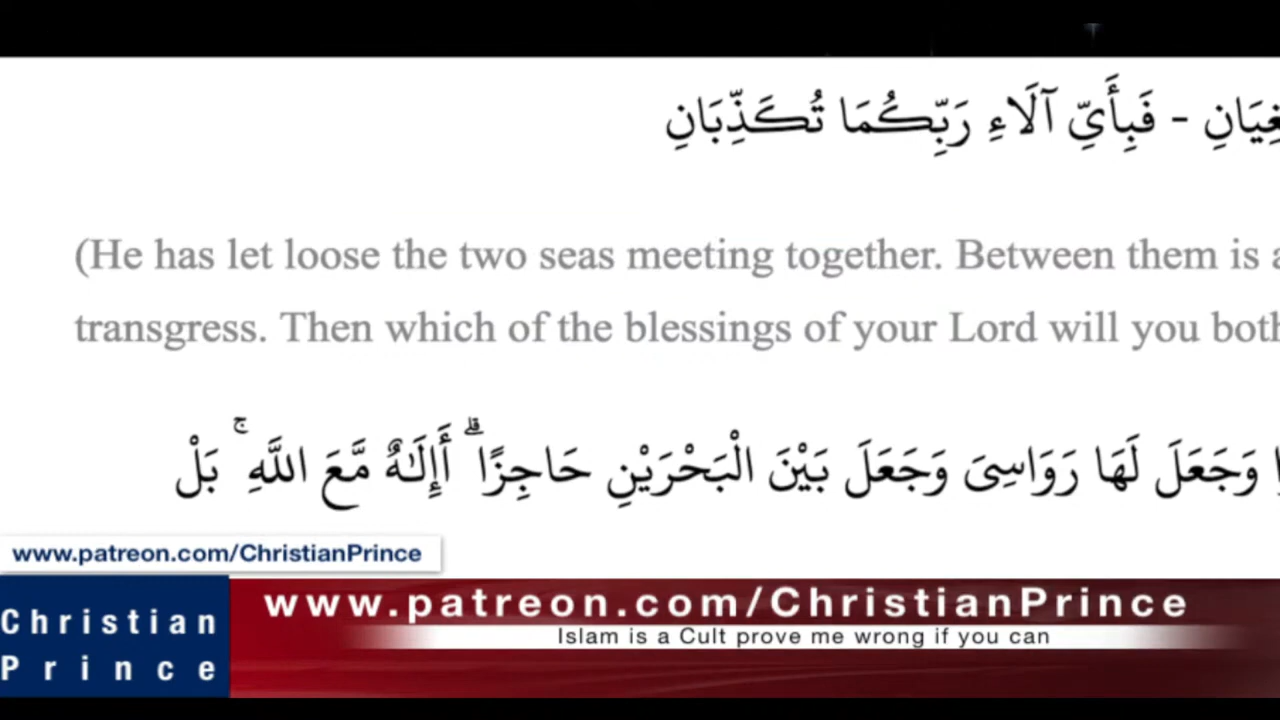 غِيَانِ - فَبِأَيِّ آلَاءِ رَبِّكُمَا تُكَذِّبَانِ
(He has let loose the two seas meeting together. Between them is a
transgress. Then which of the blessings of your Lord will you both
وَجَعَلَ لَهَا رَوَاسِىَ وَجَعَلَ بَيْنَ الْبَحْرَيْنِ حَاجِزًا ۗ أَإِلَـٰهٌ مَّعَ اللَّهِ ۚ بَلْ
www.patreon.com/ChristianPrince
Christian
Prince
www.patreon.com/ChristianPrince
Islam is a Cult prove me wrong if you can